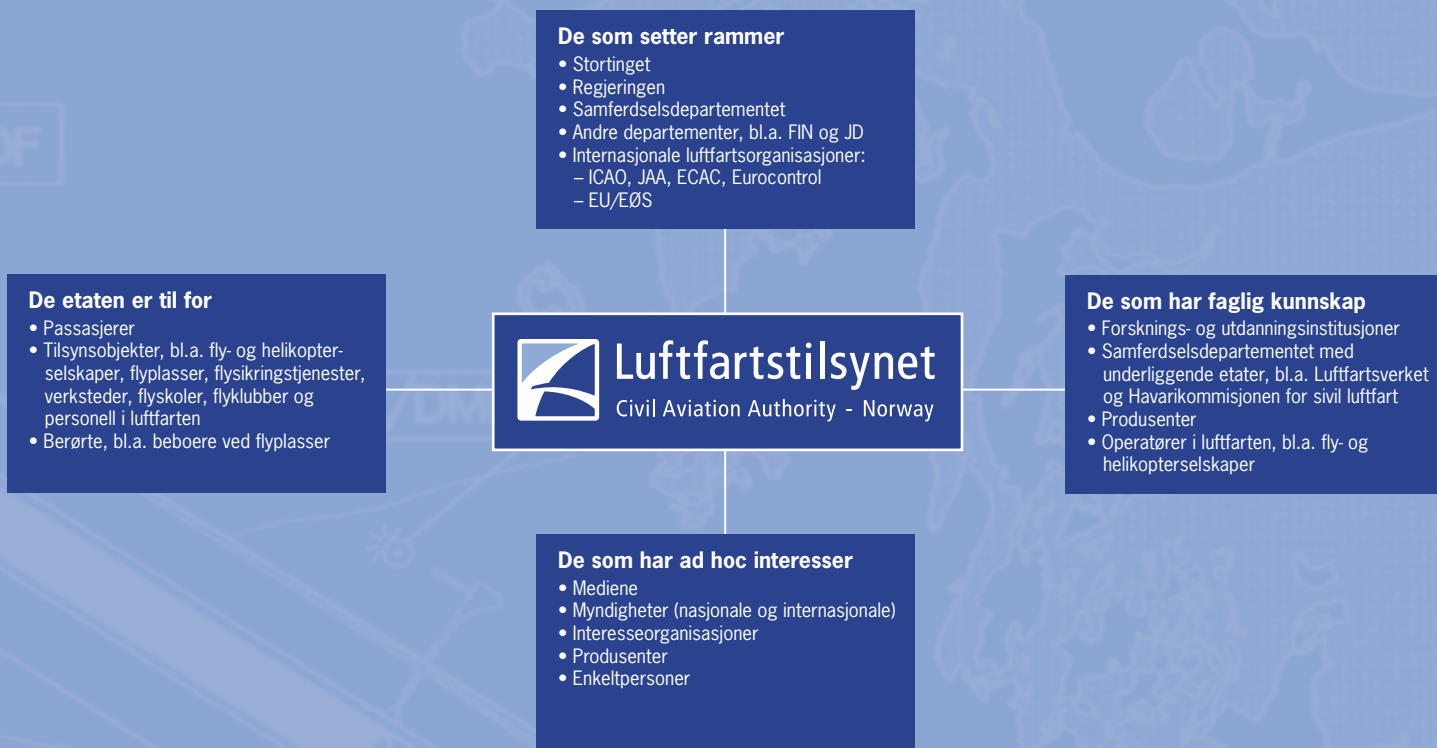 De som setter rammer
• Stortinget
• Regjeringen
• Samferdselsdepartementet
• Andre departementer, bl.a. FIN og JD
• Internasjonale luftfartsorganisasjoner:
– ICAO, JAA, ECAC, Eurocontrol
– EU/EØS
De etaten er til for
• Passasjerer
• Tilsynsobjekter, bl.a. fly- og helikopter-
selskaper, flyplasser, flysikringstjenester,
verksteder, flyskoler, flyklubber og
personell i luftfarten
• Berørte, bl.a. beboere ved flyplasser
Luftfartstilsynet
Civil Aviation Authority - Norway
De som har faglig kunnskap
• Forsknings- og utdanningsinstitusjoner
• Samferdselsdepartementet med
underliggende etater, bl.a. Luftfartsverket
og Havarikommisjonen for sivil luftfart
• Produsenter
• Operatører i luftfarten, bl.a. fly- og
helikopterselskaper
De som har ad hoc interesser
• Mediene
• Myndigheter (nasjonale og internasjonale)
• Interesseorganisasjoner
• Produsenter
• Enkeltpersoner